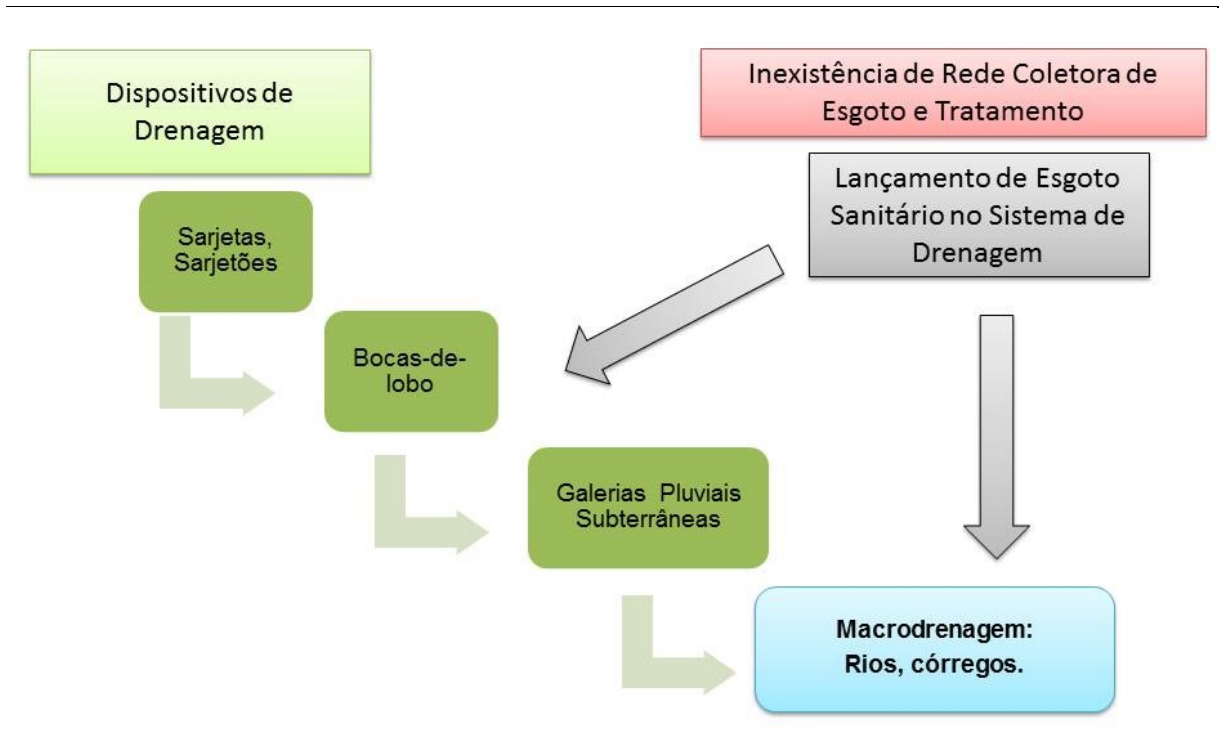 Dispositivos de
Drenagem
Inexistência de Rede Coletora de
Esgoto e Tratamento
Lançamento de Esgoto
Sanitário no Sistema de
Drenagem
Sarjetas,
Sarjetões
Bocas-de-
lobo
Galerias Pluviais
Subterrâneas
Macrodrenagem:
Rios, córregos.